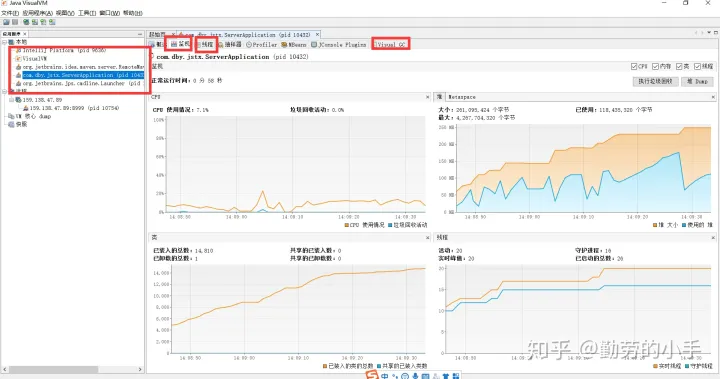 Java VisualVM
文件(F) 应用程序(A) 视图(V) 工具(T) 窗口(W) 帮助(H)
应用程序
起始页
com.dby.jstx.ServerApplication (pid 10432)
本地
IntelliJ Platform (pid 9636)
VisualVM
org.jetbrains.idea.maven.server.RemoteMave
com.dby.jstx.ServerApplication (pid 10432
org.jetbrains.jps.cmdline.Launcher (pid
远程
159.138.47.89
159.138.47.89:8999 (pid 10754)
VM 核心 dump
快照
概述 监视 线程 抽样器 Profiler MBeans JConsole Plugins Visual GC
com.dby.jstx.ServerApplication (pid 10432)
监视
CPU 内存 类 线程
正常运行时间: 0 分 58 秒
执行垃圾回收 堆 Dump
CPU
CPU 使用情况: 7.1% 垃圾回收活动: 0.0%
100%
80%
60%
40%
20%
0%
14:08:50 14:09:00 14:09:10 14:09:20 14:09:30
CPU 使用情况 垃圾回收活动
堆 Metaspace
大小: 261,095,424 个字节 已使用: 118,435,320 个字节
最大: 4,267,704,320 个字节
250 MB
200 MB
150 MB
100 MB
50 MB
0 MB
14:08:50 14:09:00 14:09:10 14:09:20 14:09:30
堆 大小 使用的 堆
类
已装入的总数: 14,810 共享的已装入数: 0
已卸载的总数: 1 共享的已卸载数: 0
14,000
12,000
10,000
8,000
6,000
4,000
2,000
0
14:08:50 14:09:00 14:09:10 14:09:20 14:09:30
已装入的类的总数 共享的已装入类数
线程
活动: 20 守护进程: 16
实时峰值: 20 已启动的总数: 26
20
15
10
5
0
14:08:50 14:09:00 14:09:10 14:09:20 14:09:30
实时线程 守护线程
知乎 @勤劳的小手
中